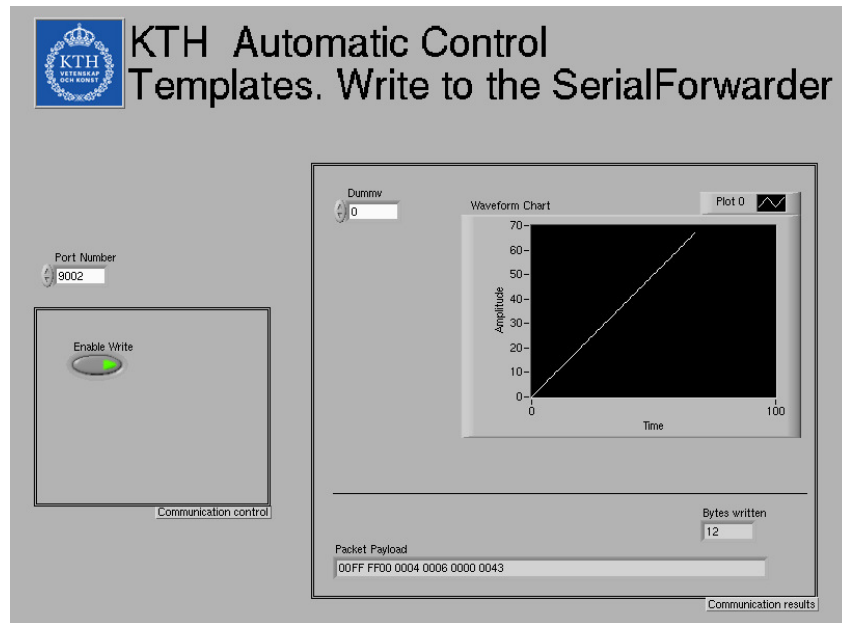 KTH
VETENSKAP
OCH KONST
KTH Automatic Control
Templates. Write to the SerialForwarder
Port Number
9002
Enable Write
Communication control
Dummy
0
Waveform Chart
Plot 0
70
60
50
40
30
20
10
0
Amplitude
0
100
Time
Bytes written
12
Packet Payload
00FF FF00 0004 0006 0000 0043
Communication results